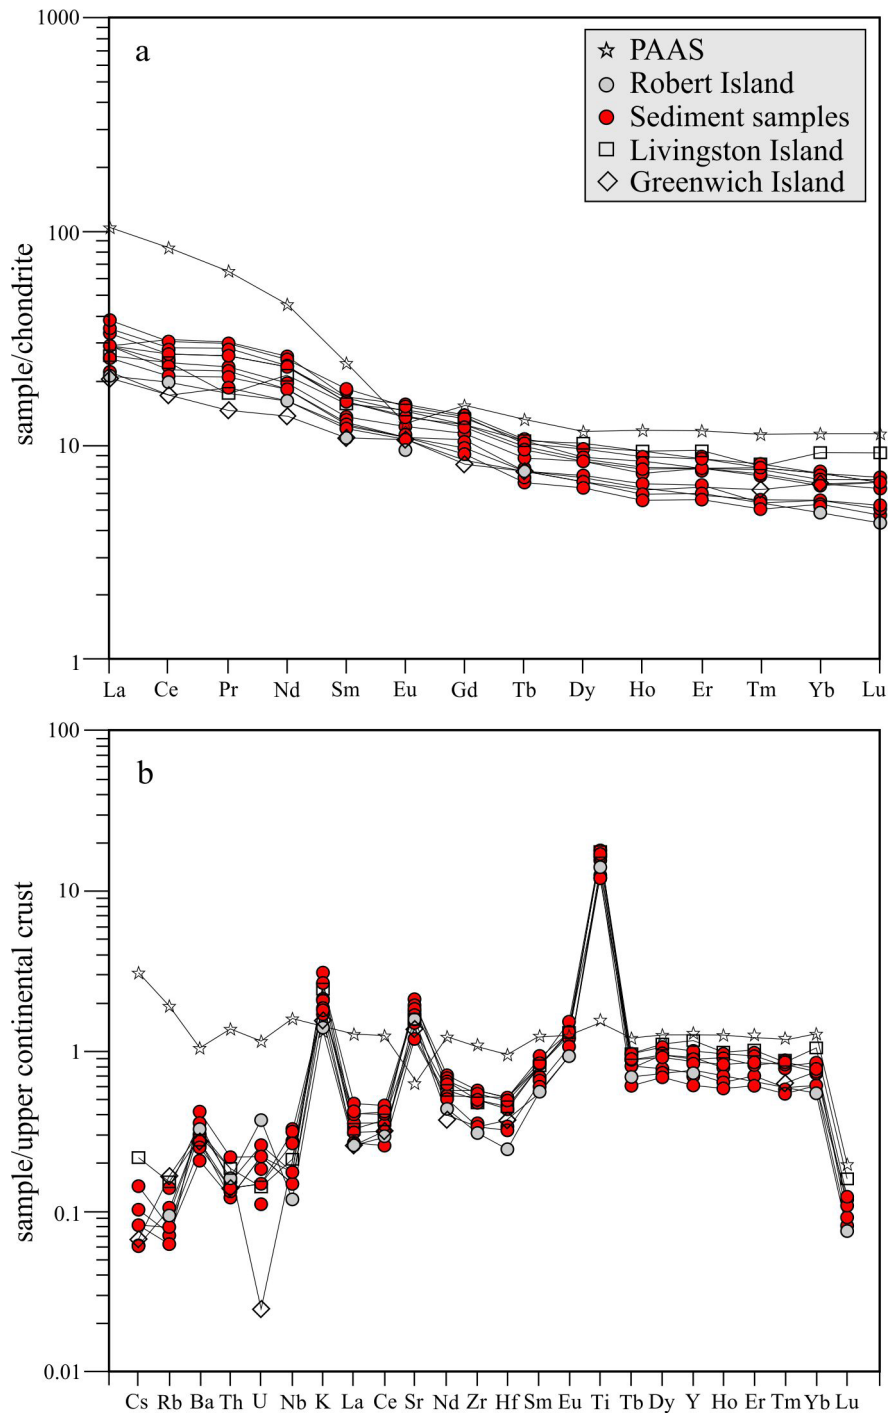 1000
a
PAAS
Robert Island
Sediment samples
Livingston Island
Greenwich Island
100
sample/chondrite
10
1
La Ce Pr Nd Sm Eu Gd Tb Dy Ho Er Tm Yb Lu
100
b
10
sample/upper continental crust
1
0.1
0.01
Cs Rb Ba Th U Nb K La Ce Sr Nd Zr Hf Sm Eu Ti Tb Dy Y Ho Er Tm Yb Lu